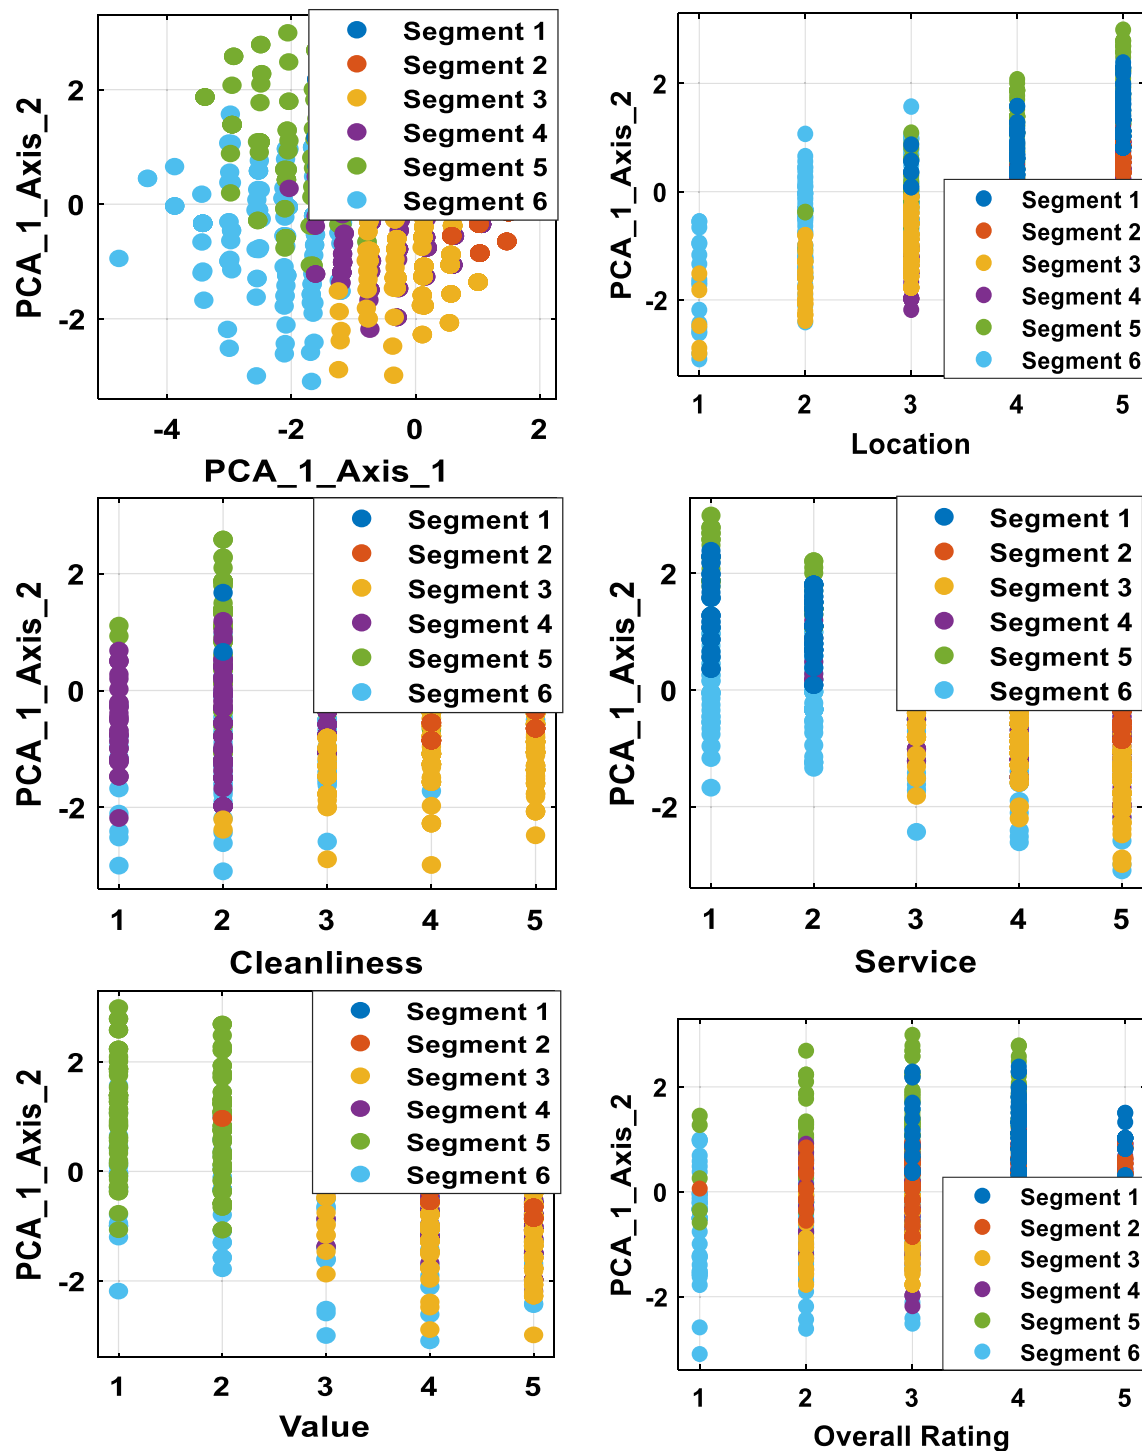 PCA_1_Axis_2
2
0
-2
-4
-2
0
2
PCA_1_Axis_1
Segment 1
Segment 2
Segment 3
Segment 4
Segment 5
Segment 6
PCA_1_Axis_2
2
0
-2
1
2
3
4
5
Location
Segment 1
Segment 2
Segment 3
Segment 4
Segment 5
Segment 6
PCA_1_Axis_2
2
0
-2
1
2
3
4
5
Cleanliness
Segment 1
Segment 2
Segment 3
Segment 4
Segment 5
Segment 6
PCA_1_Axis_2
2
0
-2
1
2
3
4
5
Service
Segment 1
Segment 2
Segment 3
Segment 4
Segment 5
Segment 6
PCA_1_Axis_2
2
0
-2
1
2
3
4
5
Value
Segment 1
Segment 2
Segment 3
Segment 4
Segment 5
Segment 6
PCA_1_Axis_2
2
0
-2
1
2
3
4
5
Overall Rating
Segment 1
Segment 2
Segment 3
Segment 4
Segment 5
Segment 6